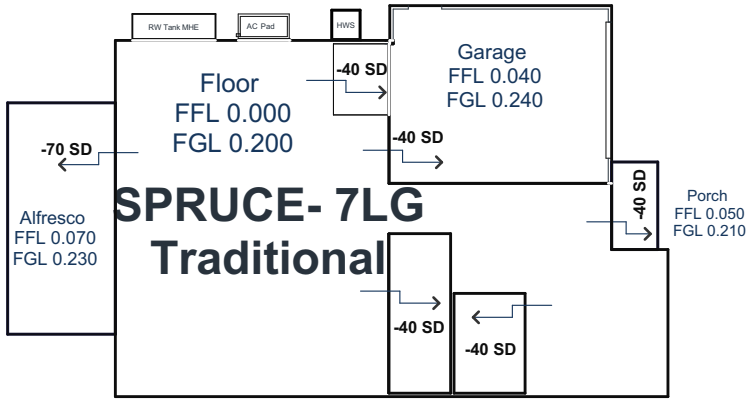 RW Tank MHE
AC Pad
HWS
Floor
FFL 0.000
FGL 0.200
-40 SD
Garage
FFL 0.040
FGL 0.240
-40 SD
-70 SD
Alfresco
FFL 0.070
FGL 0.230
SPRUCE- 7LG
Traditional
-40 SD
Porch
FFL 0.050
FGL 0.210
-40 SD
-40 SD